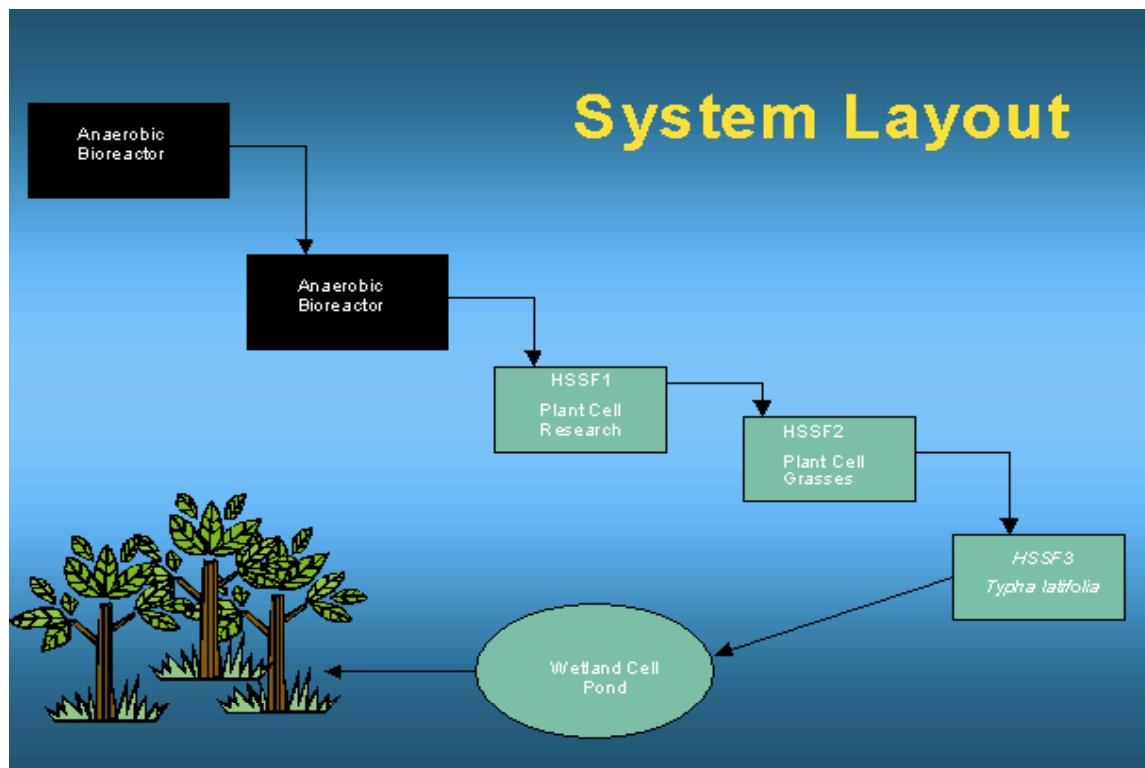 System Layout
Anaerobic
Bioreactor
Anaerobic
Bioreactor
HSSF1
Plant Cell
Research
HSSF2
Plant Cell
Grasses
HSSF3
Typha latifolia
Wetland Cell
Pond